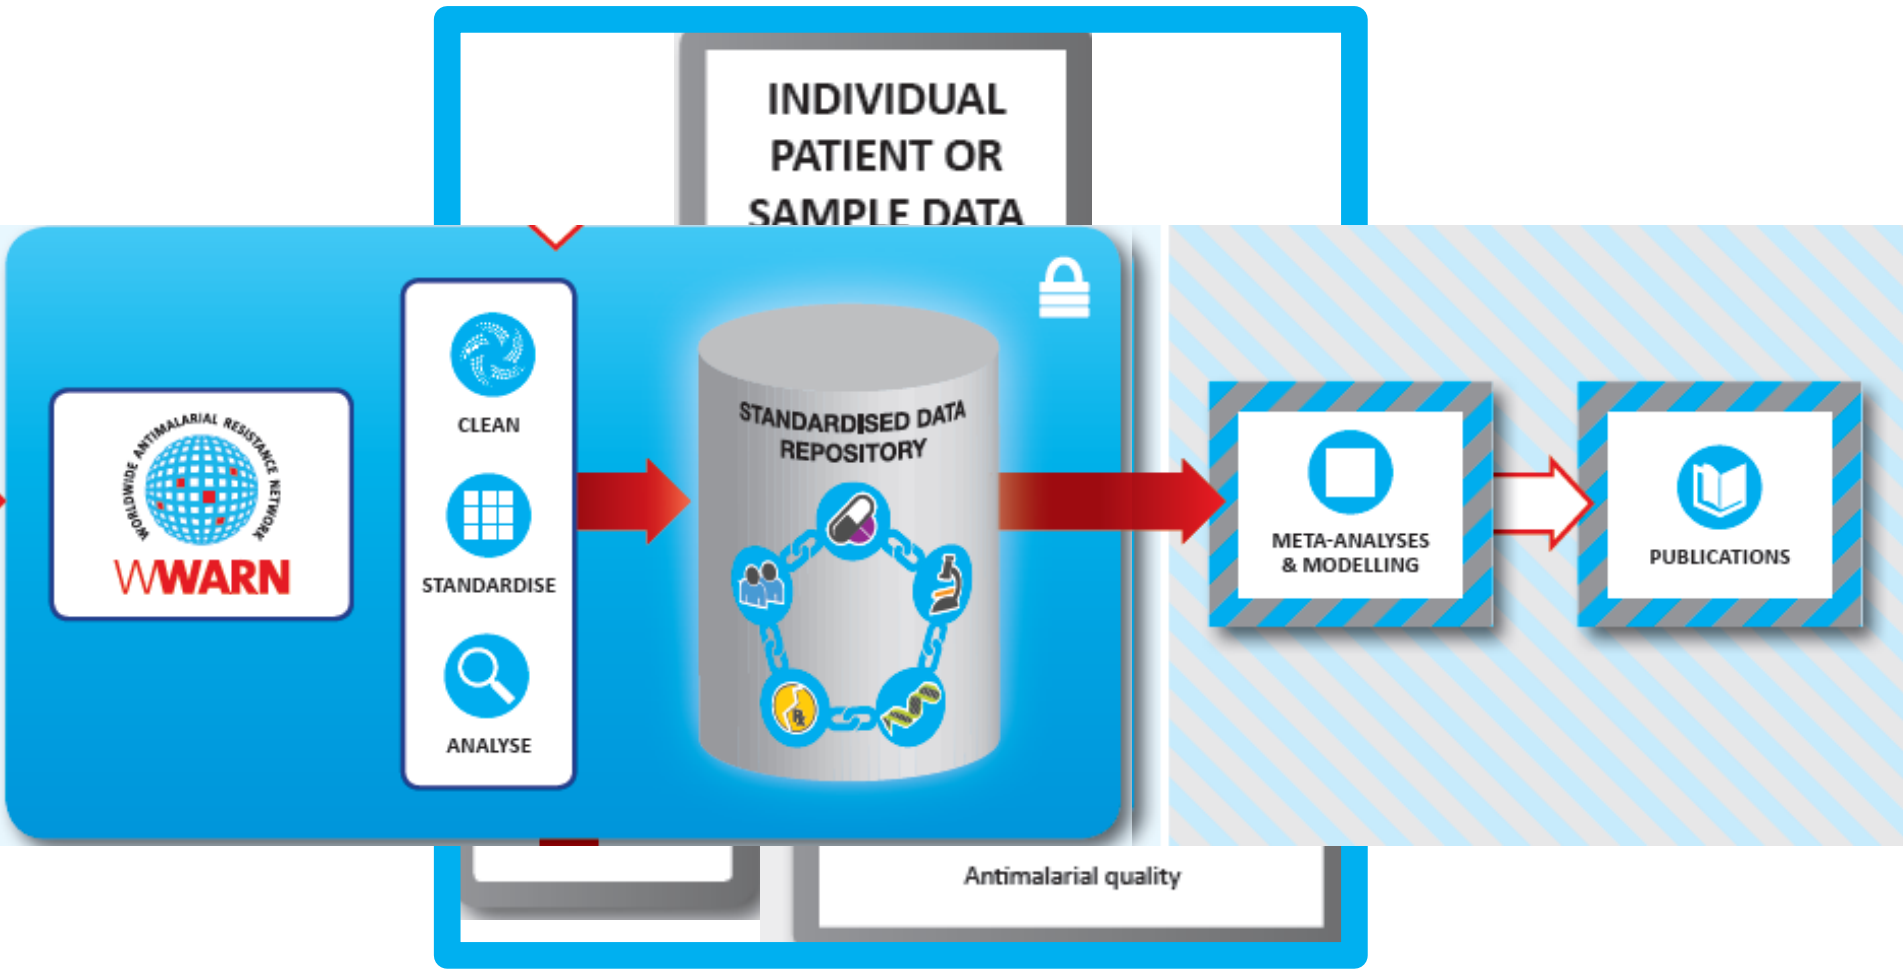 INDIVIDUAL
PATIENT OR
SAMPLE DATA
WORLDWIDE ANTIMALARIAL RESISTANCE NETWORK
WWARN
CLEAN
STANDARDISE
ANALYSE
STANDARDISED DATA
REPOSITORY
Rx
META-ANALYSES
& MODELLING
PUBLICATIONS
Antimalarial quality